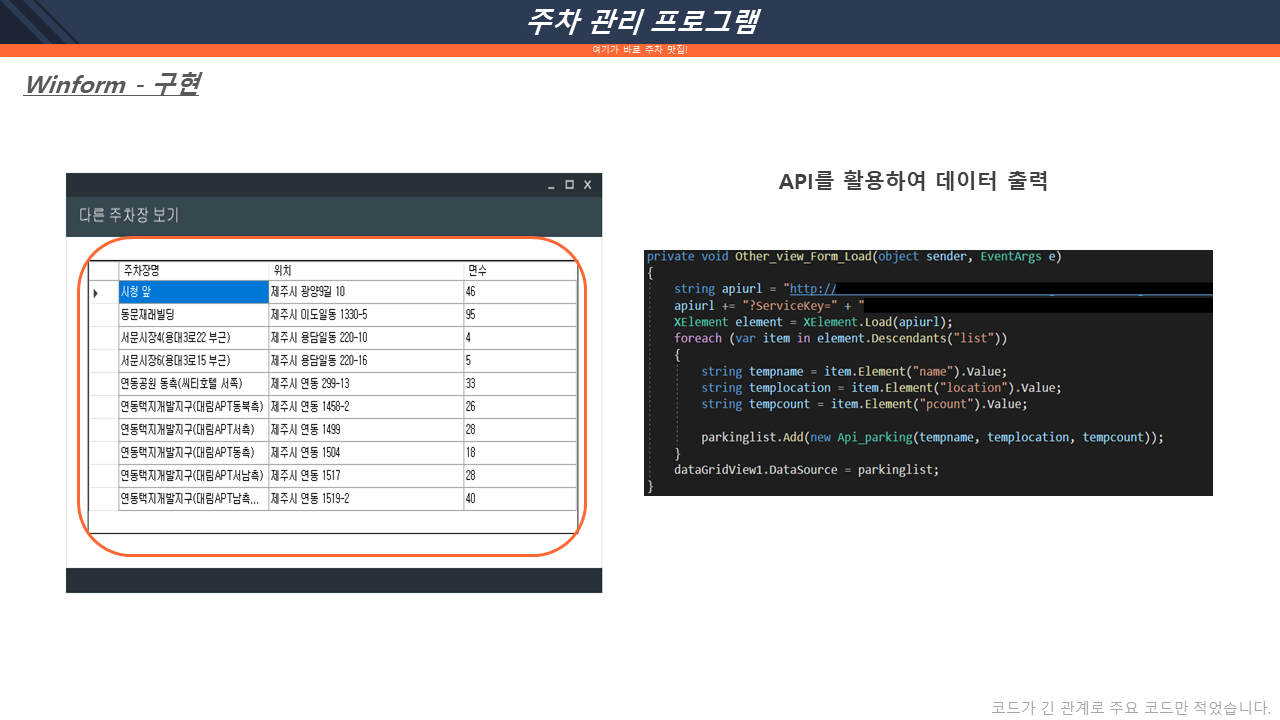 주차 관리 프로그램
여기가 바로 주차 맛집!
Winform - 구현
다른 주차장 보기
주차장명 위치 면수
시청 앞 제주시 광양9길 10 46
동문재래빌딩 제주시 이도일동 1330-5 95
서문시장4(용대3로22 부근) 제주시 용담일동 220-10 4
서문시장6(용대3로15 부근) 제주시 용담일동 220-16 5
연동공원 동측(씨티호텔 서쪽) 제주시 연동 299-13 33
연동택지개발지구(대림APT동북측) 제주시 연동 1458-2 26
연동택지개발지구(대림APT서측) 제주시 연동 1499 28
연동택지개발지구(대림APT동측) 제주시 연동 1504 18
연동택지개발지구(대림APT서남측) 제주시 연동 1517 28
연동택지개발지구(대림APT남측... 제주시 연동 1519-2 40
API를 활용하여 데이터 출력
private void Other_view_Form_Load(object sender, EventArgs e)
{
string apiurl = "http://
apiurl += "?ServiceKey=" + "
XElement element = XElement.Load(apiurl);
foreach (var item in element.Descendants("list"))
{
string tempname = item.Element("name").Value;
string templocation = item.Element("location").Value;
string tempcount = item.Element("pcount").Value;
parkinglist.Add(new Api_parking(tempname, templocation, tempcount));
}
dataGridView1.DataSource = parkinglist;
}
코드가 긴 관계로 주요 코드만 적었습니다.